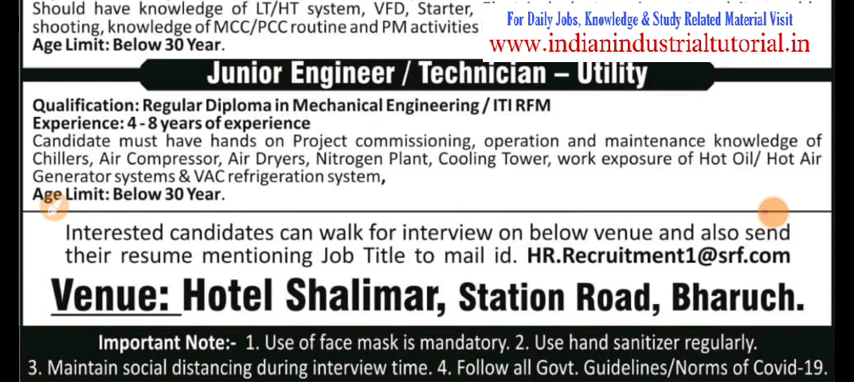 Should have knowledge of LT/HT system, VFD, Starter,
shooting, knowledge of MCC/PCC routine and PM activities
Age Limit: Below 30 Year.
For Daily Jobs, Knowledge & Study Related Material Visit
www.indianindustrialtutorial.in
Junior Engineer / Technician – Utility
Qualification: Regular Diploma in Mechanical Engineering / ITI RFM
Experience: 4 - 8 years of experience
Candidate must have hands on Project commissioning, operation and maintenance knowledge of
Chillers, Air Compressor, Air Dryers, Nitrogen Plant, Cooling Tower, work exposure of Hot Oil/ Hot Air
Generator systems & VAC refrigeration system,
Age Limit: Below 30 Year.
Interested candidates can walk for interview on below venue and also send
their resume mentioning Job Title to mail id. HR.Recruitment1@srf.com
Venue: Hotel Shalimar, Station Road, Bharuch.
Important Note:- 1. Use of face mask is mandatory. 2. Use hand sanitizer regularly.
3. Maintain social distancing during interview time. 4. Follow all Govt. Guidelines/Norms of Covid-19.